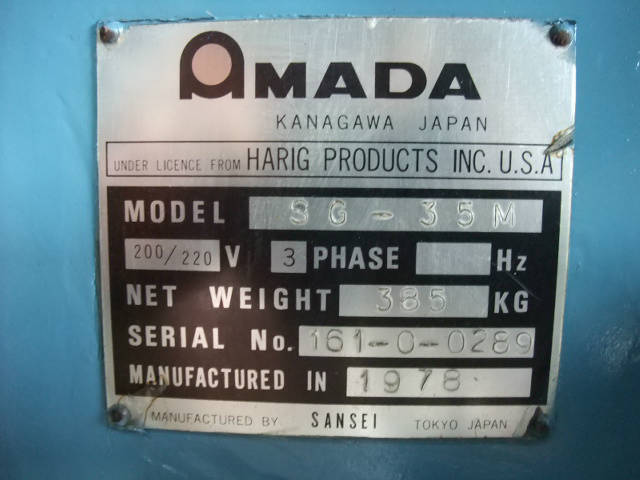 AMADA
KANAGAWA JAPAN
UNDER LICENCE FROM HARIG PRODUCTS INC. U.S.A
MODEL SG-35M
200/220 V 3 PHASE Hz
NET WEIGHT 385 KG
SERIAL No. 161-0-0289
MANUFACTURED IN 1978
MANUFACTURED BY SANSEI TOKYO JAPAN